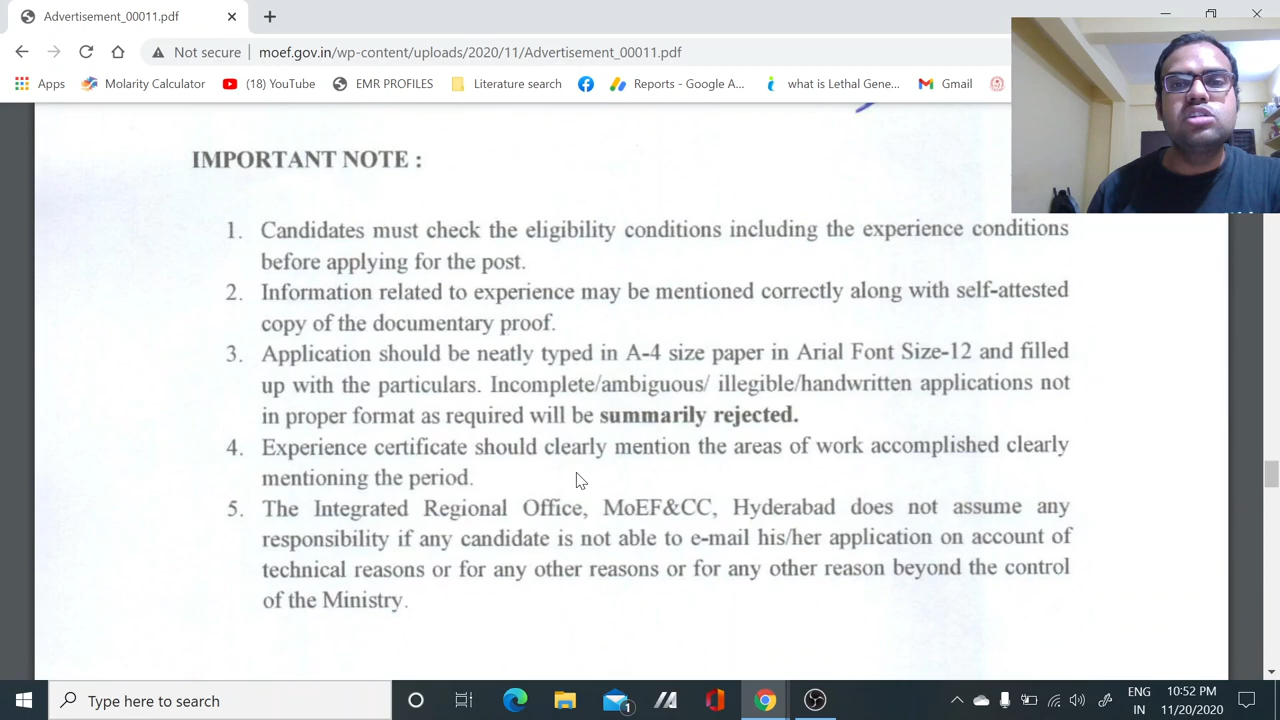 Advertisement_00011.pdf
Not secure
moef.gov.in/wp-content/uploads/2020/11/Advertisement_00011.pdf
Apps
Molarity Calculator
(18) YouTube
EMR PROFILES
Literature search
Reports - Google A...
what is Lethal Gene...
Gmail
IMPORTANT NOTE :
1. Candidates must check the eligibility conditions including the experience conditions
before applying for the post.
2. Information related to experience may be mentioned correctly along with self-attested
copy of the documentary proof.
3. Application should be neatly typed in A-4 size paper in Arial Font Size-12 and filled
up with the particulars. Incomplete/ambiguous/ illegible/handwritten applications not
in proper format as required will be summarily rejected.
4. Experience certificate should clearly mention the areas of work accomplished clearly
mentioning the period.
5. The Integrated Regional Office, MoEF&CC, Hyderabad does not assume any
responsibility if any candidate is not able to e-mail his/her application on account of
technical reasons or for any other reasons or for any other reason beyond the control
of the Ministry.
Type here to search
1
ENG
IN
10:52 PM
11/20/2020